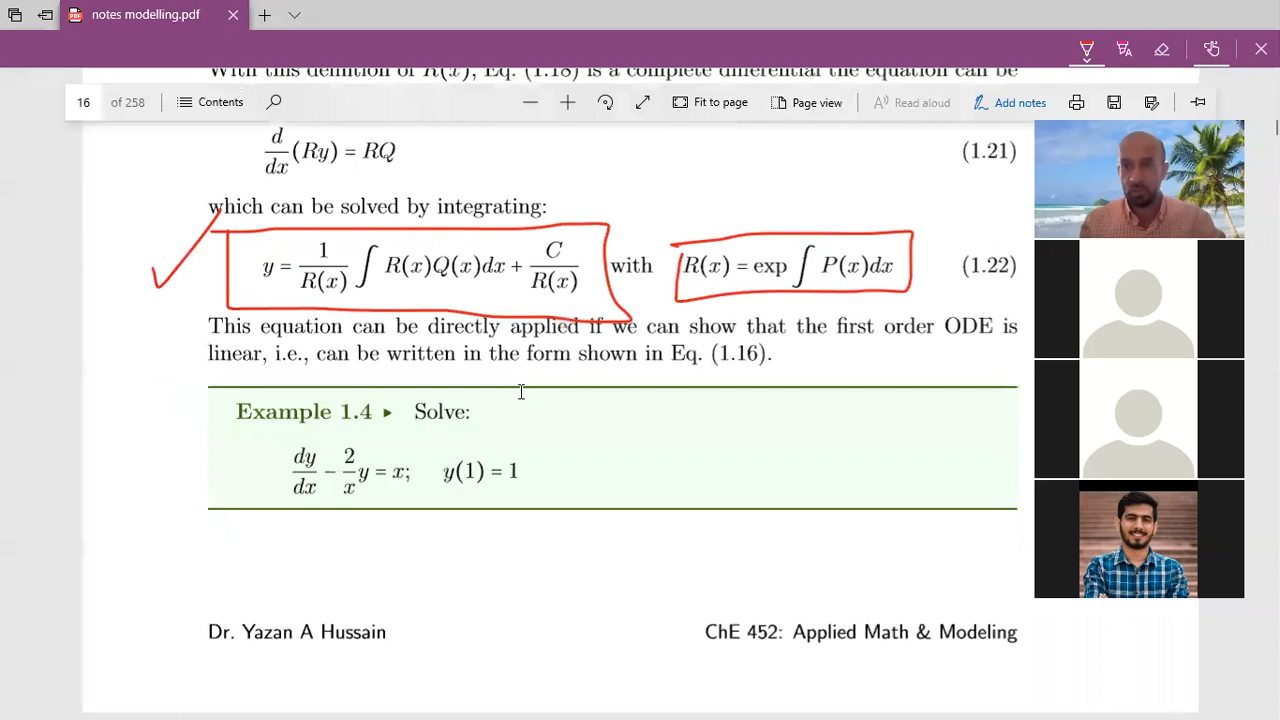 notes modelling.pdf
With this definition of R(x), Eq. (1.18) is a complete differential the equation can be
16 of 258 Contents Fit to page Page view Read aloud Add notes
d/dx (Ry) = RQ (1.21)
which can be solved by integrating:
y = 1/R(x) ∫ R(x)Q(x)dx + C/R(x) with R(x) = exp ∫ P(x)dx (1.22)
This equation can be directly applied if we can show that the first order ODE is
linear, i.e., can be written in the form shown in Eq. (1.16).
Example 1.4 ▸ Solve:
dy/dx − 2/x y = x; y(1) = 1
Dr. Yazan A Hussain ChE 452: Applied Math & Modeling